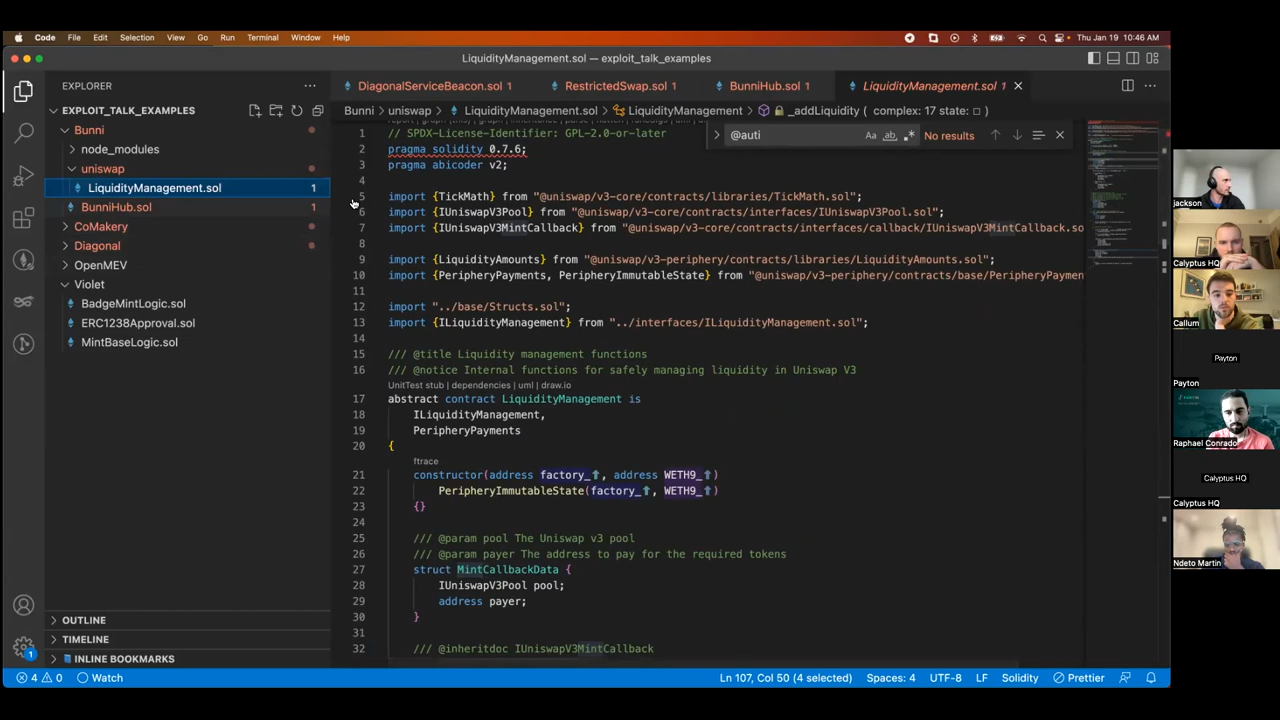 Code File Edit Selection View Go Run Terminal Window Help Thu Jan 19 10:46 AM
LiquidityManagement.sol — exploit_talk_examples
EXPLORER
DiagonalServiceBeacon.sol 1 RestrictedSwap.sol 1 BunniHub.sol 1 LiquidityManagement.sol 1
EXPLOIT_TALK_EXAMPLES
Bunni
node_modules
uniswap
LiquidityManagement.sol 1
BunniHub.sol 1
CoMakery
Diagonal
OpenMEV
Violet
BadgeMintLogic.sol
ERC1238Approval.sol
MintBaseLogic.sol
OUTLINE
TIMELINE
INLINE BOOKMARKS
Bunni > uniswap > LiquidityManagement.sol > LiquidityManagement > _addLiquidity ( complex: 17 state: )
@auti Aa ab No results
1 // SPDX-License-Identifier: GPL-2.0-or-later
2 pragma solidity 0.7.6;
3 pragma abicoder v2;
4
5 import {TickMath} from "@uniswap/v3-core/contracts/libraries/TickMath.sol";
6 import {IUniswapV3Pool} from "@uniswap/v3-core/contracts/interfaces/IUniswapV3Pool.sol";
7 import {IUniswapV3MintCallback} from "@uniswap/v3-core/contracts/interfaces/callback/IUniswapV3MintCallback.so
8
9 import {LiquidityAmounts} from "@uniswap/v3-periphery/contracts/libraries/LiquidityAmounts.sol";
10 import {PeripheryPayments, PeripheryImmutableState} from "@uniswap/v3-periphery/contracts/base/PeripheryPaymen
11
12 import "../base/Structs.sol";
13 import {ILiquidityManagement} from "../interfaces/ILiquidityManagement.sol";
14
15 /// @title Liquidity management functions
16 /// @notice Internal functions for safely managing liquidity in Uniswap V3
UnitTest stub | dependencies | uml | draw.io
17 abstract contract LiquidityManagement is
18 ILiquidityManagement,
19 PeripheryPayments
20 {
ftrace
21 constructor(address factory_⬆, address WETH9_⬆)
22 PeripheryImmutableState(factory_⬆, WETH9_⬆)
23 {}
24
25 /// @param pool The Uniswap v3 pool
26 /// @param payer The address to pay for the required tokens
27 struct MintCallbackData {
28 IUniswapV3Pool pool;
29 address payer;
30 }
31
32 /// @inheritdoc IUniswapV3MintCallback
1
4 0 Watch Ln 107, Col 50 (4 selected) Spaces: 4 UTF-8 LF Solidity Prettier
jackson
Calyptus HQ
Callum
Payton
Payton
Raphael Conrado
Calyptus HQ
Calyptus HQ
Ndeto Martin